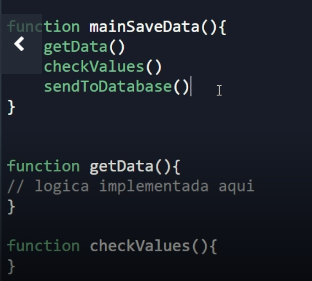 function mainSaveData(){
getData()
checkValues()
sendToDatabase()
}
function getData(){
// logica implementada aqui
}
function checkValues(){
}